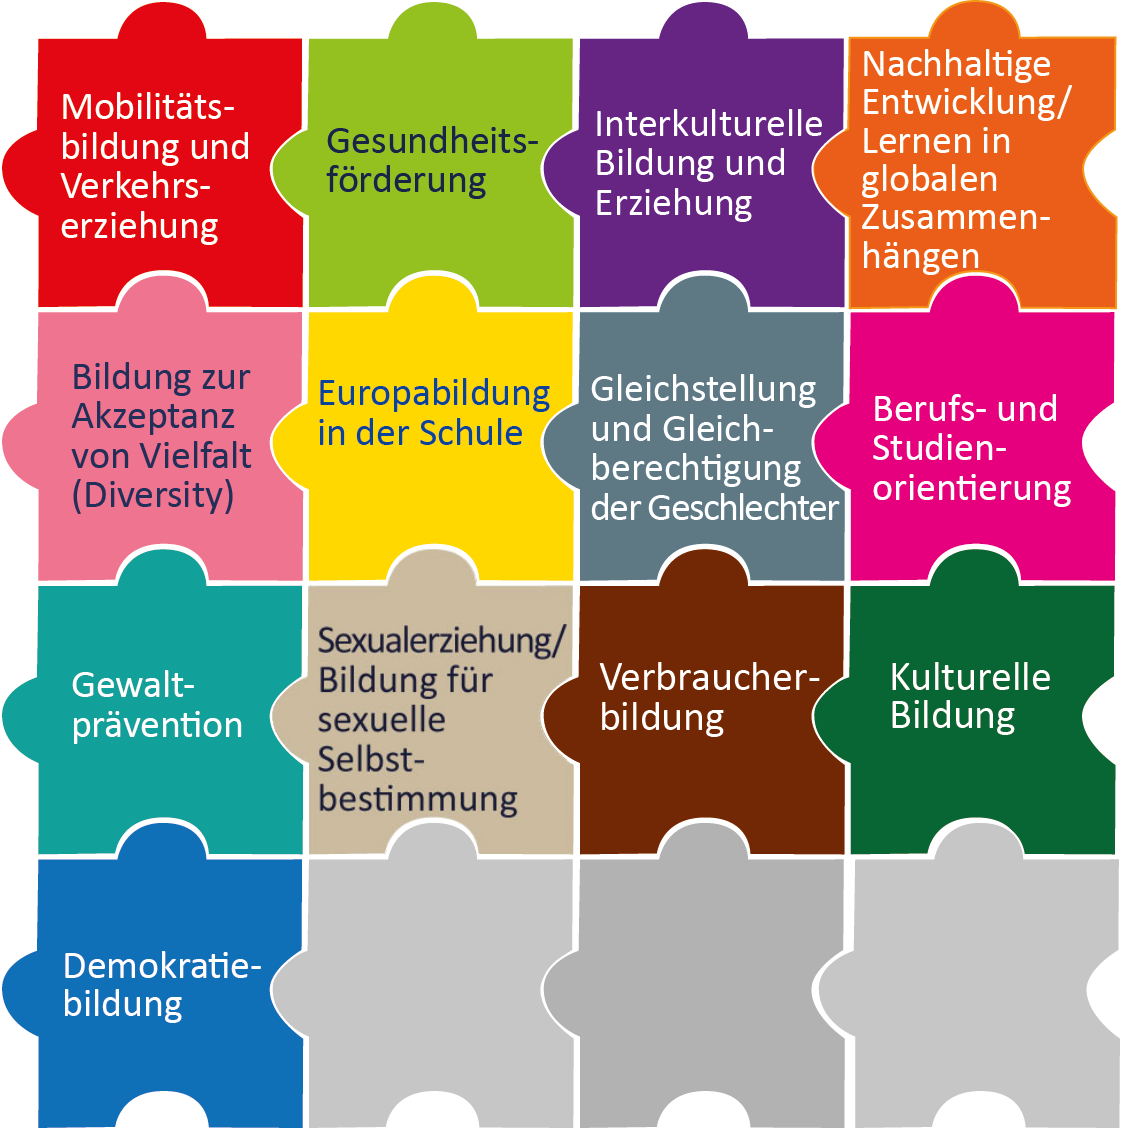 Mobilitäts-
bildung und
Verkehrs-
erziehung
Gesundheits-
förderung
Interkulturelle
Bildung und
Erziehung
Nachhaltige
Entwicklung/
Lernen in
globalen
Zusammen-
hängen
Bildung zur
Akzeptanz
von Vielfalt
(Diversity)
Europabildung
in der Schule
Gleichstellung
und Gleich-
berechtigung
der Geschlechter
Berufs- und
Studien-
orientierung
Gewalt-
prävention
Sexualerziehung/
Bildung für
sexuelle
Selbst-
bestimmung
Verbraucher-
bildung
Kulturelle
Bildung
Demokratie-
bildung